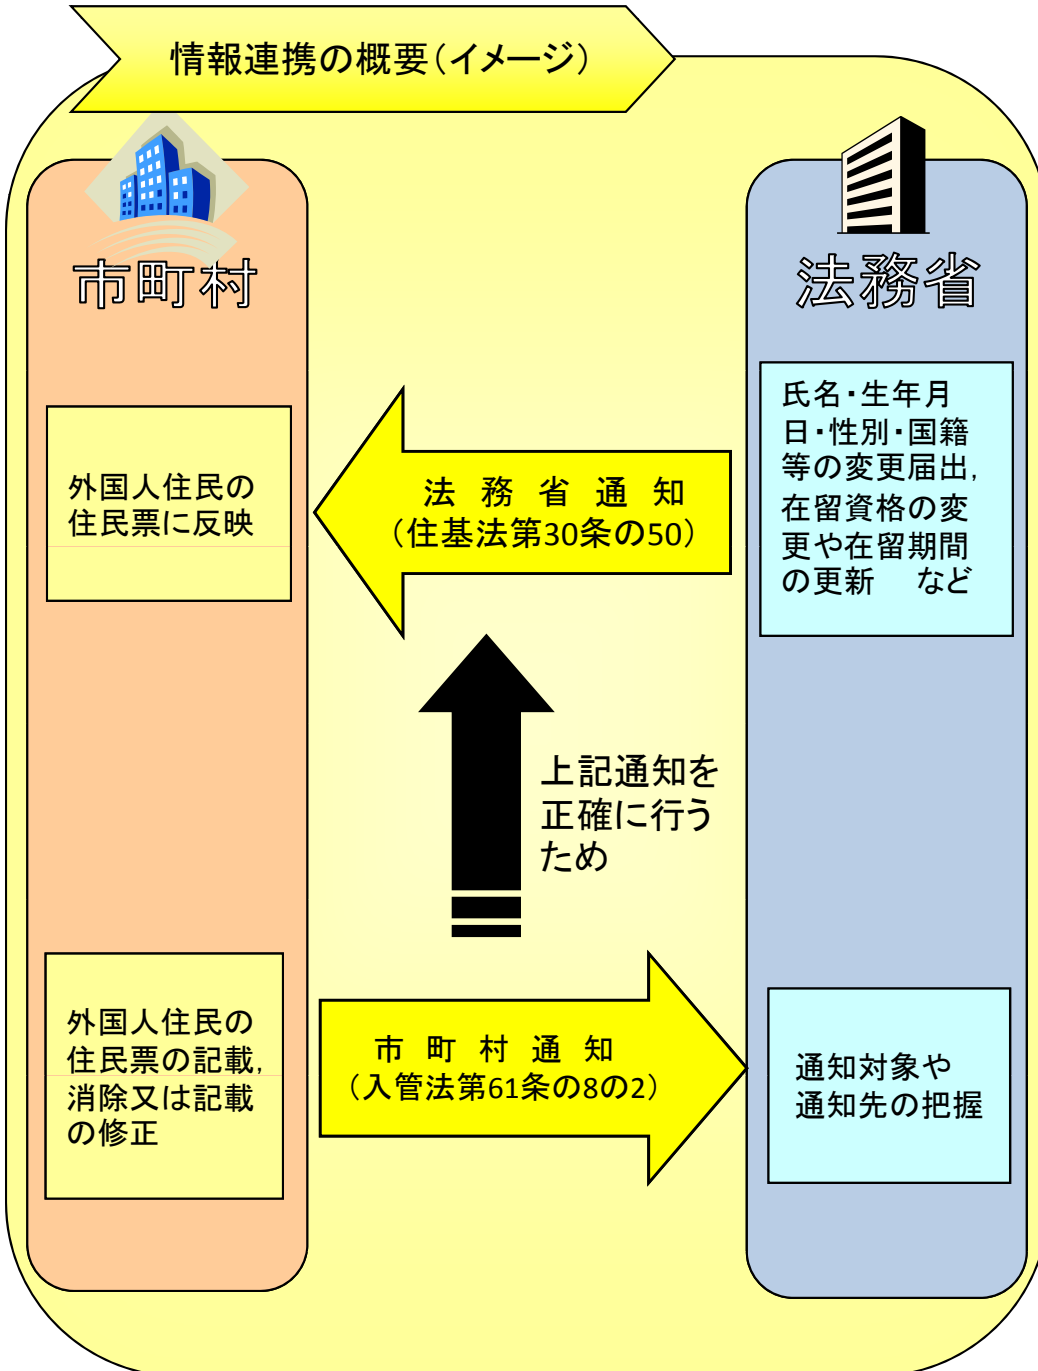 情報連携の概要(イメージ)
市町村
法務省
外国人住民の
住民票に反映
法務省通知
(住基法第30条の50)
氏名・生年月
日・性別・国籍
等の変更届出,
在留資格の変
更や在留期間
の更新 など
上記通知を
正確に行う
ため
外国人住民の
住民票の記載,
消除又は記載
の修正
市町村通知
(入管法第61条の8の2)
通知対象や
通知先の把握